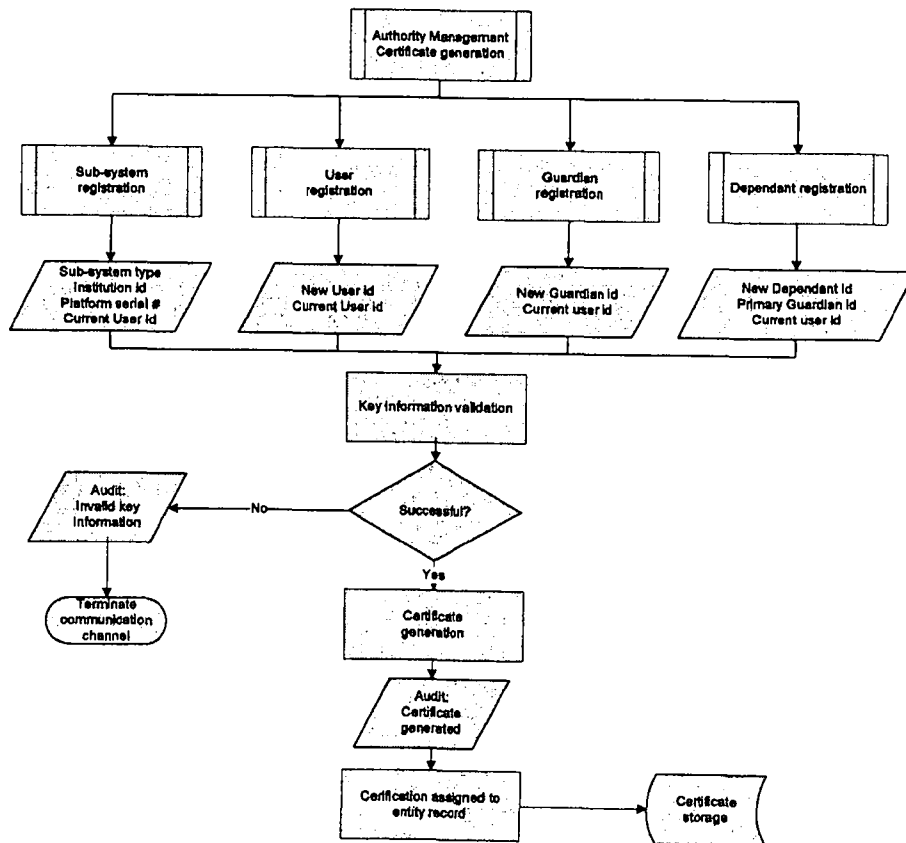 Authority Management
Certificate generation
Sub-system
registration
User
registration
Guardian
registration
Dependant registration
Sub-system type
Institution id
Platform serial #
Current User id
New User id
Current User id
New Guardian id
Current user id
New Dependant id
Primary Guardian id
Current user id
Key information validation
Audit:
Invalid key
information
No
Successful?
Yes
Terminate
communication
channel
Certificate
generation
Audit:
Certificate
generated
Certification assigned to
entity record
Certificate
storage